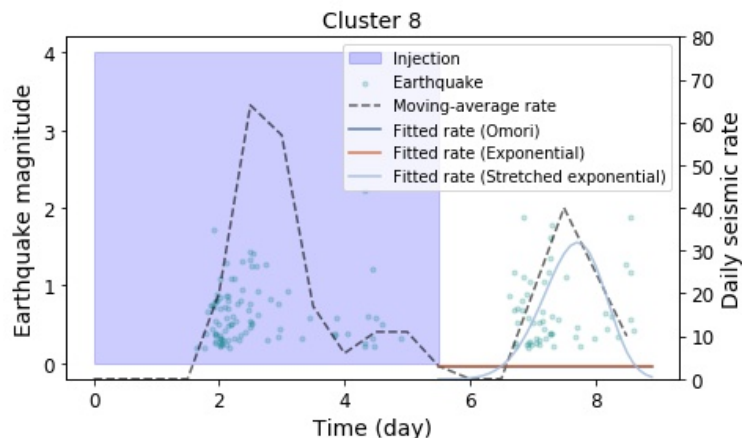 Cluster 8
Injection
Earthquake
Moving-average rate
Fitted rate (Omori)
Fitted rate (Exponential)
Fitted rate (Stretched exponential)
Earthquake magnitude
4
3
2
1
0
80
70
60
50
40
30
20
10
0
Daily seismic rate
0
2
4
6
8
Time (day)